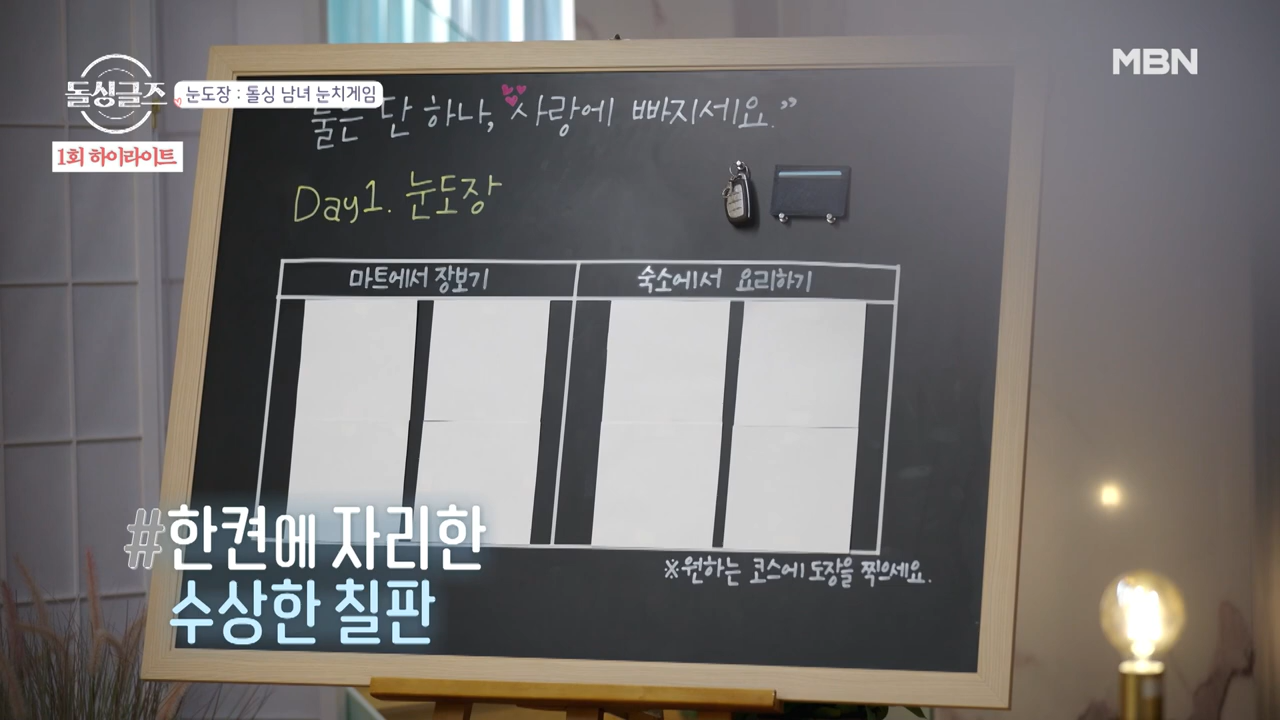 MBN
돌싱글즈
눈도장 : 돌싱 남녀 눈치게임
1회 하이라이트
단 하나, 사랑에 빠지세요.”
Day1. 눈도장
마트에서 장보기
숙소에서 요리하기
※원하는 코스에 도장을 찍으세요.
#한켠에 자리한
수상한 칠판